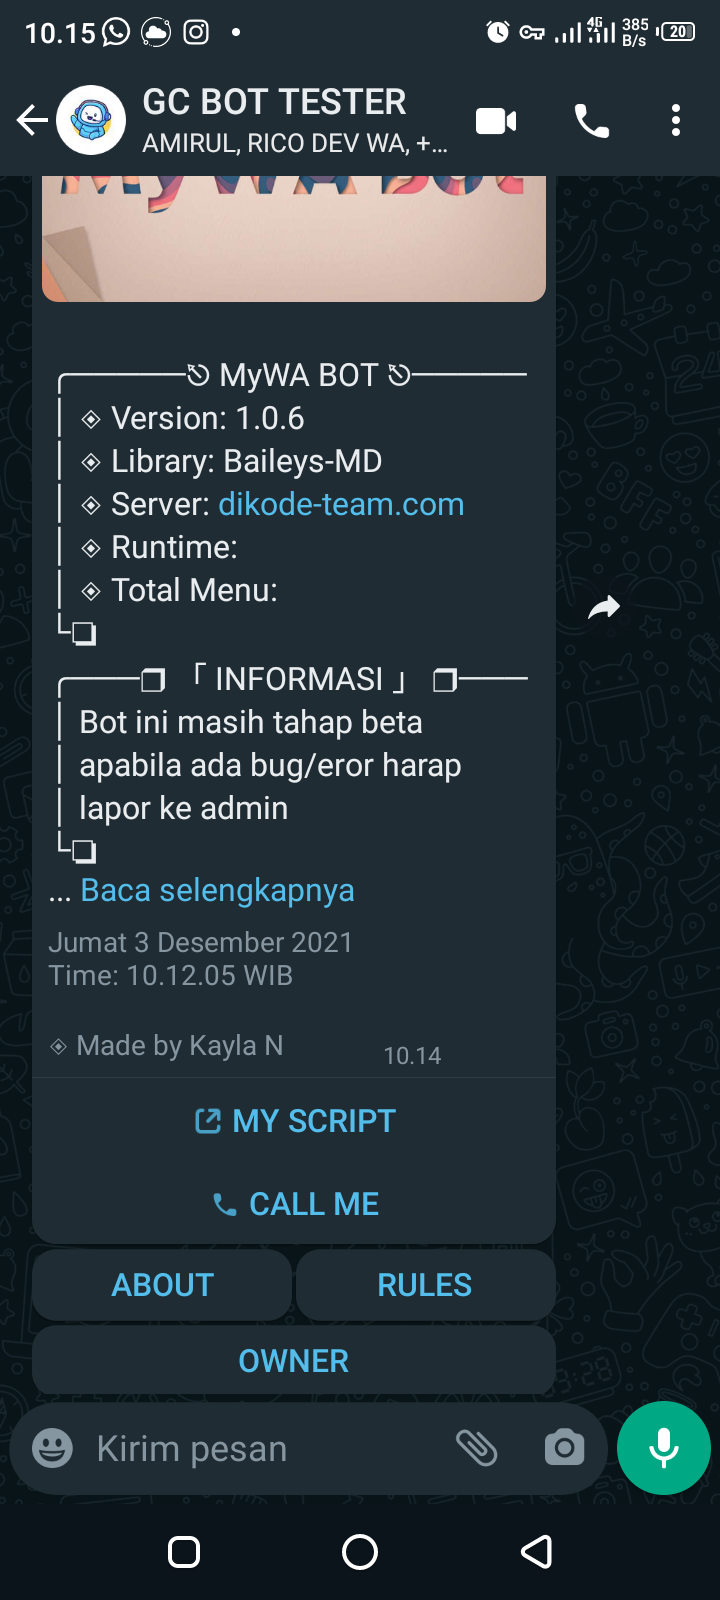 10.15
4G
385
B/s
20
GC BOT TESTER
AMIRUL, RICO DEV WA, +...
MyWA BOT
MyWA BOT
◈ Version: 1.0.6
◈ Library: Baileys-MD
◈ Server: dikode-team.com
◈ Runtime:
◈ Total Menu:
「 INFORMASI 」
Bot ini masih tahap beta
apabila ada bug/eror harap
lapor ke admin
... Baca selengkapnya
Jumat 3 Desember 2021
Time: 10.12.05 WIB
◈ Made by Kayla N
10.14
MY SCRIPT
CALL ME
ABOUT
RULES
OWNER
Kirim pesan